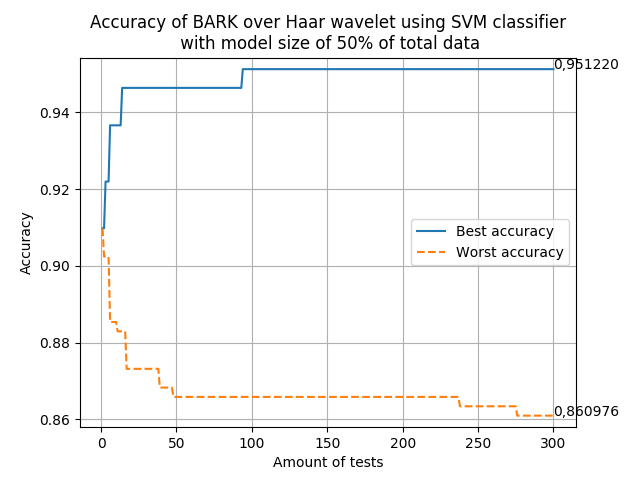 Accuracy of BARK over Haar wavelet using SVM classifier
with model size of 50% of total data
0,951220
0.94
0.92
Accuracy
Best accuracy
Worst accuracy
0.90
0.88
0,860976
0.86
0 50 100 150 200 250 300
Amount of tests